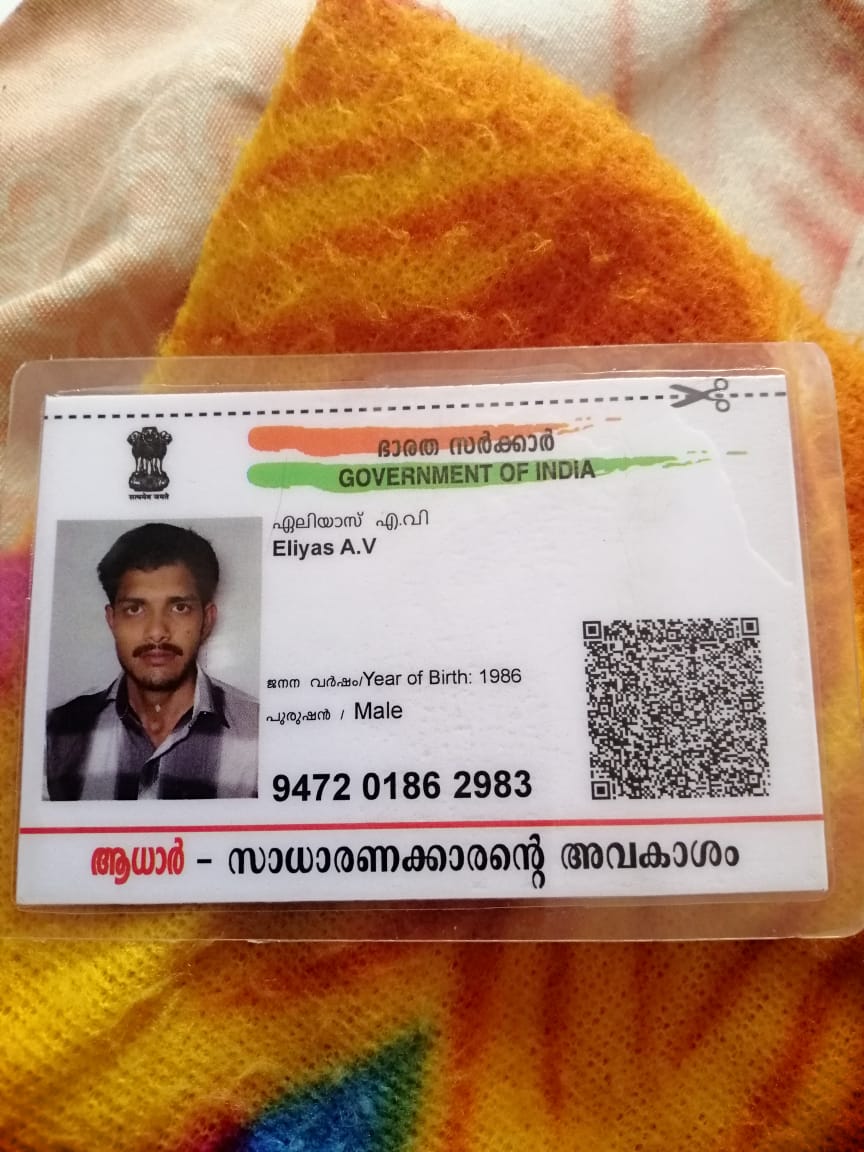 ഭാരത സർക്കാർ
GOVERNMENT OF INDIA
सत्यमेव जयते
ഏലിയാസ് എ.വി
Eliyas A.V
ജനന വർഷം/Year of Birth: 1986
പുരുഷൻ / Male
9472 0186 2983
ആധാർ - സാധാരണക്കാരന്റെ അവകാശം